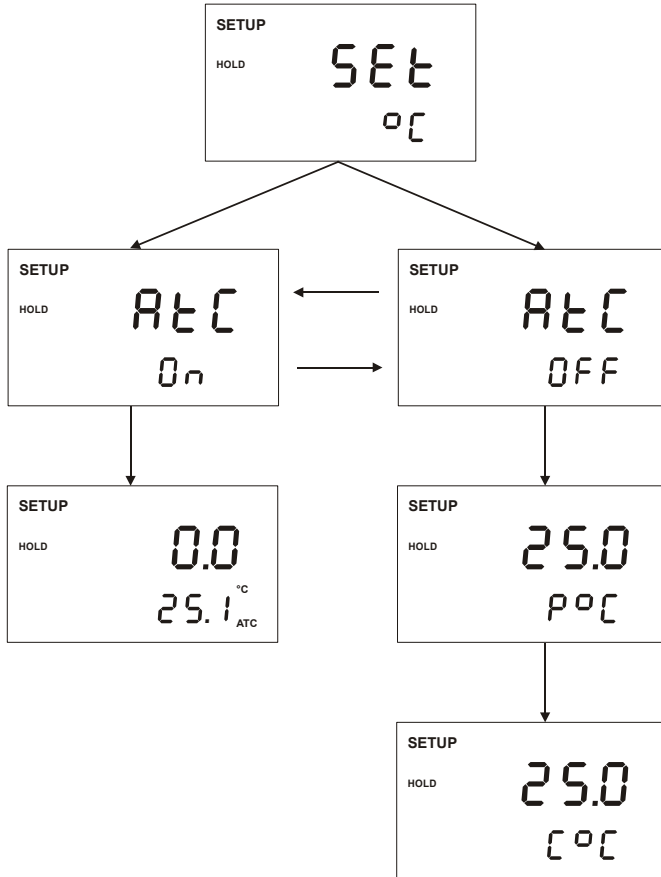 SETUP
HOLD
SEt
°C
SETUP
HOLD
AtC
On
SETUP
HOLD
AtC
OFF
SETUP
HOLD
0.0
°C
25.1
ATC
SETUP
HOLD
25.0
P°C
SETUP
HOLD
25.0
C°C